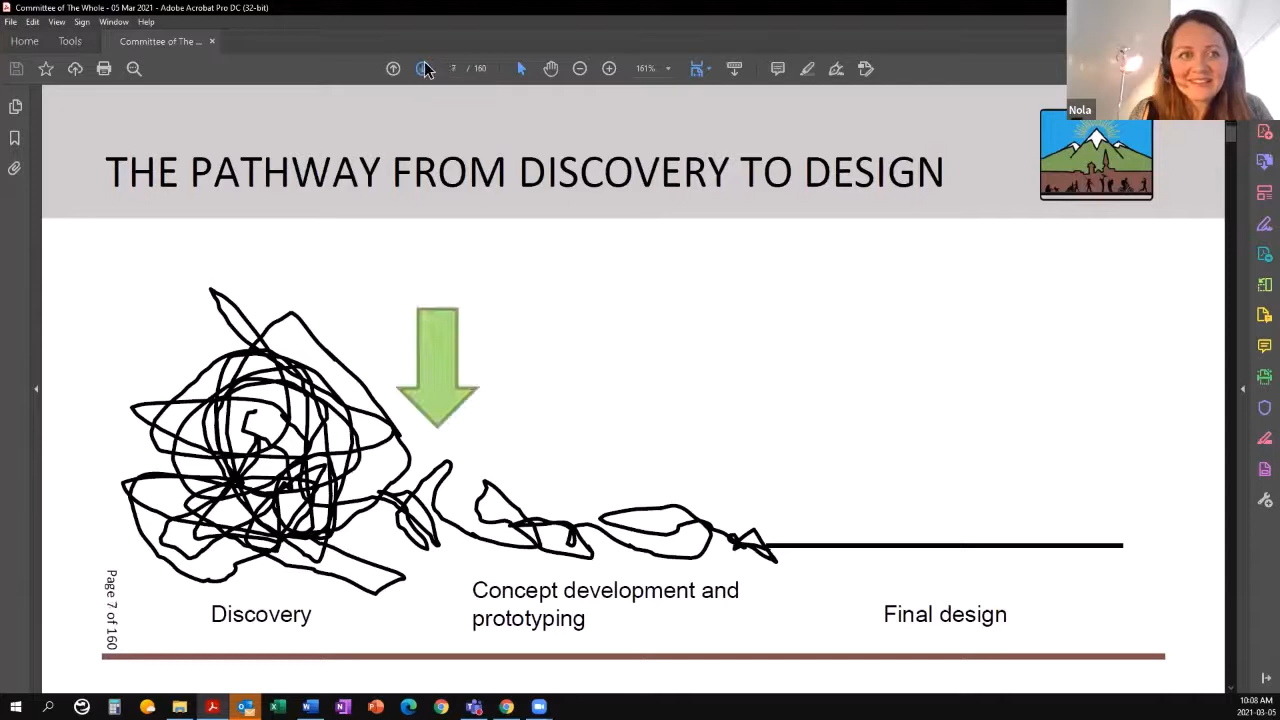 Committee of The Whole - 05 Mar 2021 - Adobe Acrobat Pro DC (32-bit)
File Edit View Sign Window Help
Home Tools Committee of The ... ×
7 / 160 161%
Nola
THE PATHWAY FROM DISCOVERY TO DESIGN
Discovery
Concept development and
prototyping
Final design
Page 7 of 160
10:08 AM
2021-03-05